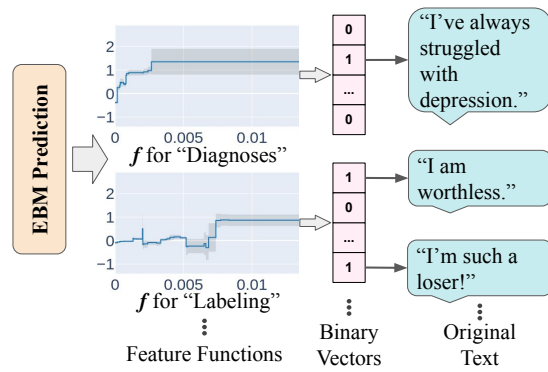 EBM Prediction
2
1
0
−1
0
0.005
0.01
f for “Diagnoses”
2
1
0
−1
0
0.005
0.01
f for “Labeling”
Feature Functions
0
1
...
0
1
0
...
1
Binary
Vectors
“I’ve always
struggled
with
depression.”
“I am
worthless.”
“I’m such a
loser!”
Original
Text